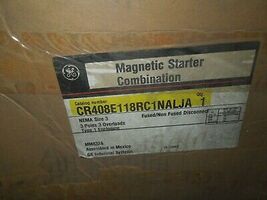 Magnetic Starter
Combination
Catalog number
CR408E118RC1NALJA 1
NEMA Size 3
Fused/Non Fused Disconnect
3 Poles 3 Overloads
Type 1 Enclosure
Assembled in Mexico
GE Industrial Systems